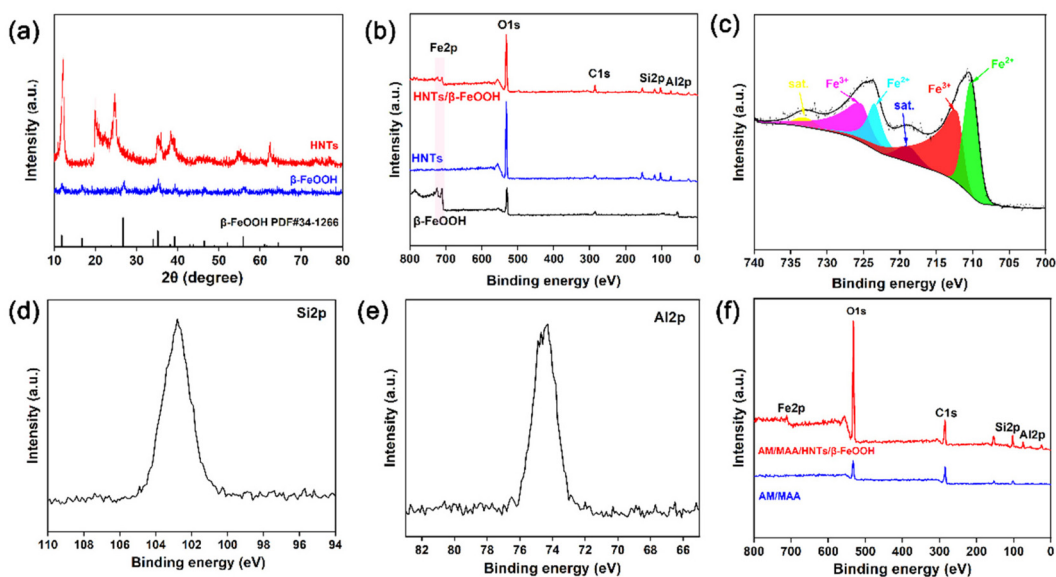 (a)
Intensity (a.u.)
HNTs
β-FeOOH
β-FeOOH PDF#34-1266
10 20 30 40 50 60 70 80
2θ (degree)
(b)
Intensity (a.u.)
O1s
Fe2p
C1s
Si2p
Al2p
HNTs/β-FeOOH
HNTs
β-FeOOH
800 700 600 500 400 300 200 100 0
Binding energy (eV)
(c)
Intensity (a.u.)
Fe2+
Fe3+
Fe2+
Fe3+
sat.
sat.
740 735 730 725 720 715 710 705 700
Binding energy (eV)
(d)
Intensity (a.u.)
Si2p
110 108 106 104 102 100 98 96 94
Binding energy (eV)
(e)
Intensity (a.u.)
Al2p
82 80 78 76 74 72 70 68 66
Binding energy (eV)
(f)
Intensity (a.u.)
O1s
Fe2p
C1s
Si2p
Al2p
AM/MAA/HNTs/β-FeOOH
AM/MAA
800 700 600 500 400 300 200 100 0
Binding energy (eV)